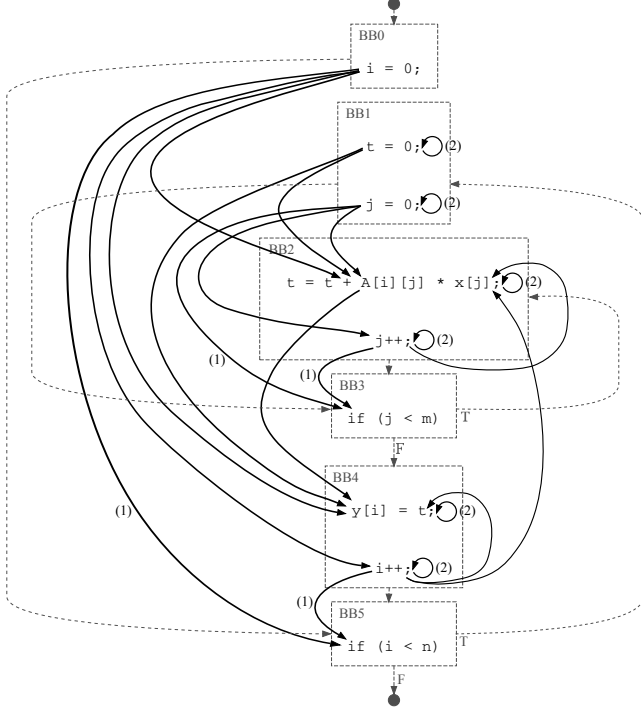 BB0
i = 0;
BB1
t = 0; (2)
j = 0; (2)
BB2
t = t + A[i][j] * x[j]; (2)
j++; (2)
(1)
(1)
BB3
if (j < m) T
F
BB4
y[i] = t; (2)
(1)
i++; (2)
(1)
BB5
if (i < n) T
F